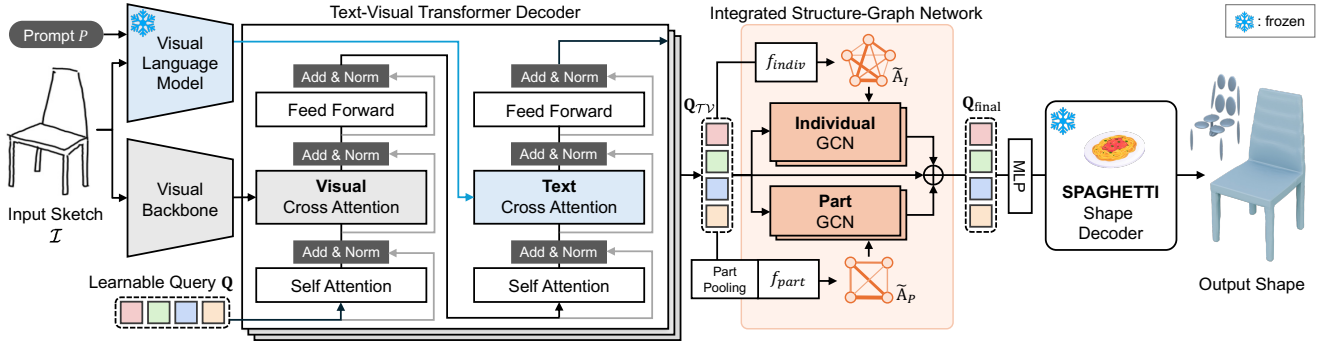 Text-Visual Transformer Decoder
Integrated Structure-Graph Network
: frozen
Prompt P
Visual
Language
Model
Visual
Backbone
Input Sketch
ℐ
Learnable Query Q
Add & Norm
Feed Forward
Add & Norm
Visual
Cross Attention
Add & Norm
Self Attention
Add & Norm
Feed Forward
Add & Norm
Text
Cross Attention
Add & Norm
Self Attention
Q𝒯𝒱
f_indiv
Ã_I
Individual
GCN
Part
GCN
Part
Pooling
f_part
Ã_P
Q_final
MLP
SPAGHETTI
Shape
Decoder
Output Shape